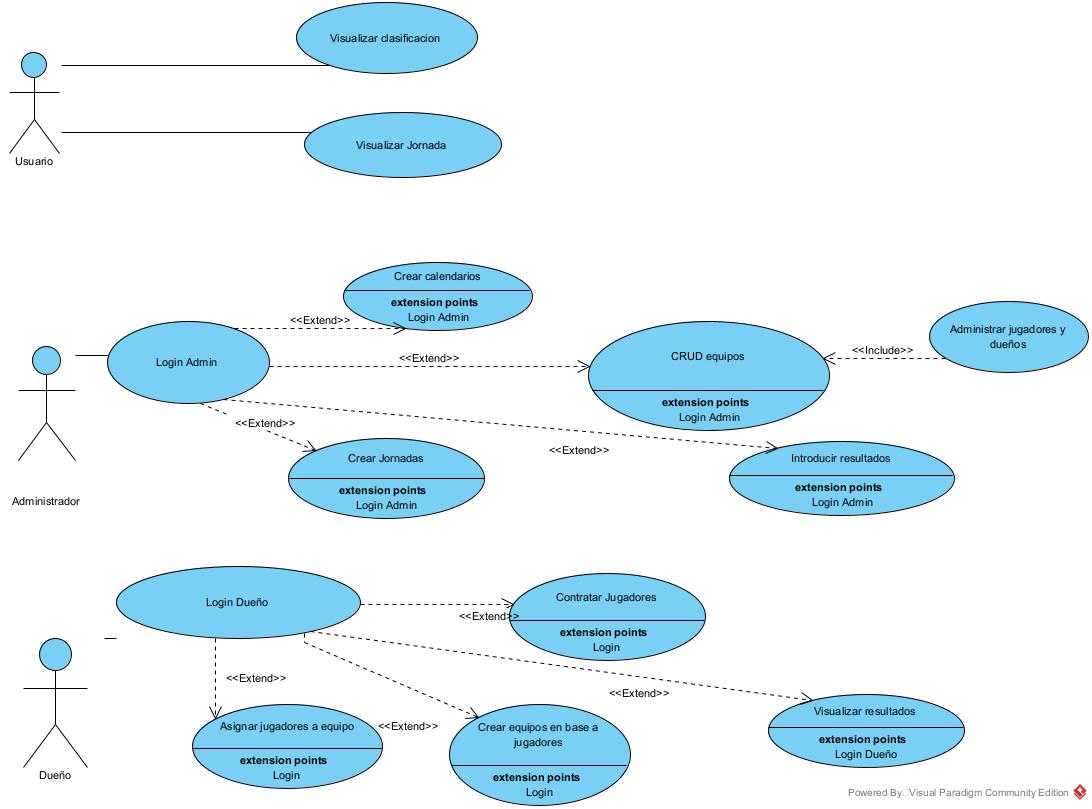 Visualizar clasificacion
Visualizar Jornada
Usuario
Crear calendarios
extension points
Login Admin
<<Extend>>
Login Admin
<<Extend>>
CRUD equipos
extension points
Login Admin
<<Include>>
Administrar jugadores y
dueños
<<Extend>>
Crear Jornadas
extension points
Login Admin
<<Extend>>
Introducir resultados
extension points
Login Admin
Administrador
Login Dueño
Contratar Jugadores
<<Extend>>
extension points
Login
<<Extend>>
<<Extend>>
Asignar jugadores a equipo
extension points
Login
<<Extend>>
Crear equipos en base a
jugadores
extension points
Login
Visualizar resultados
extension points
Login Dueño
Dueño
Powered By Visual Paradigm Community Edition